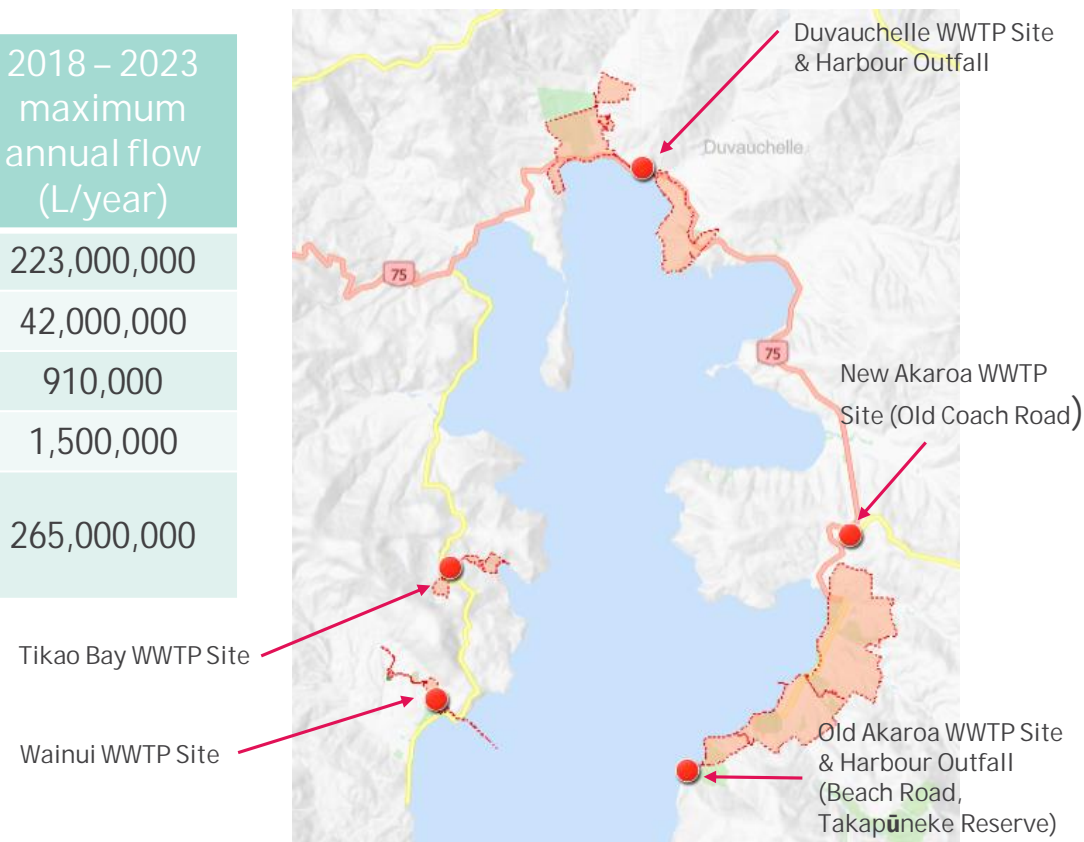 2018 – 2023
maximum
annual flow
(L/year)
223,000,000
42,000,000
910,000
1,500,000
265,000,000
Duvauchelle WWTP Site
& Harbour Outfall
Duvauchelle
75
75
New Akaroa WWTP
Site (Old Coach Road)
Tikao Bay WWTP Site
Wainui WWTP Site
Old Akaroa WWTP Site
& Harbour Outfall
(Beach Road,
Takapūneke Reserve)